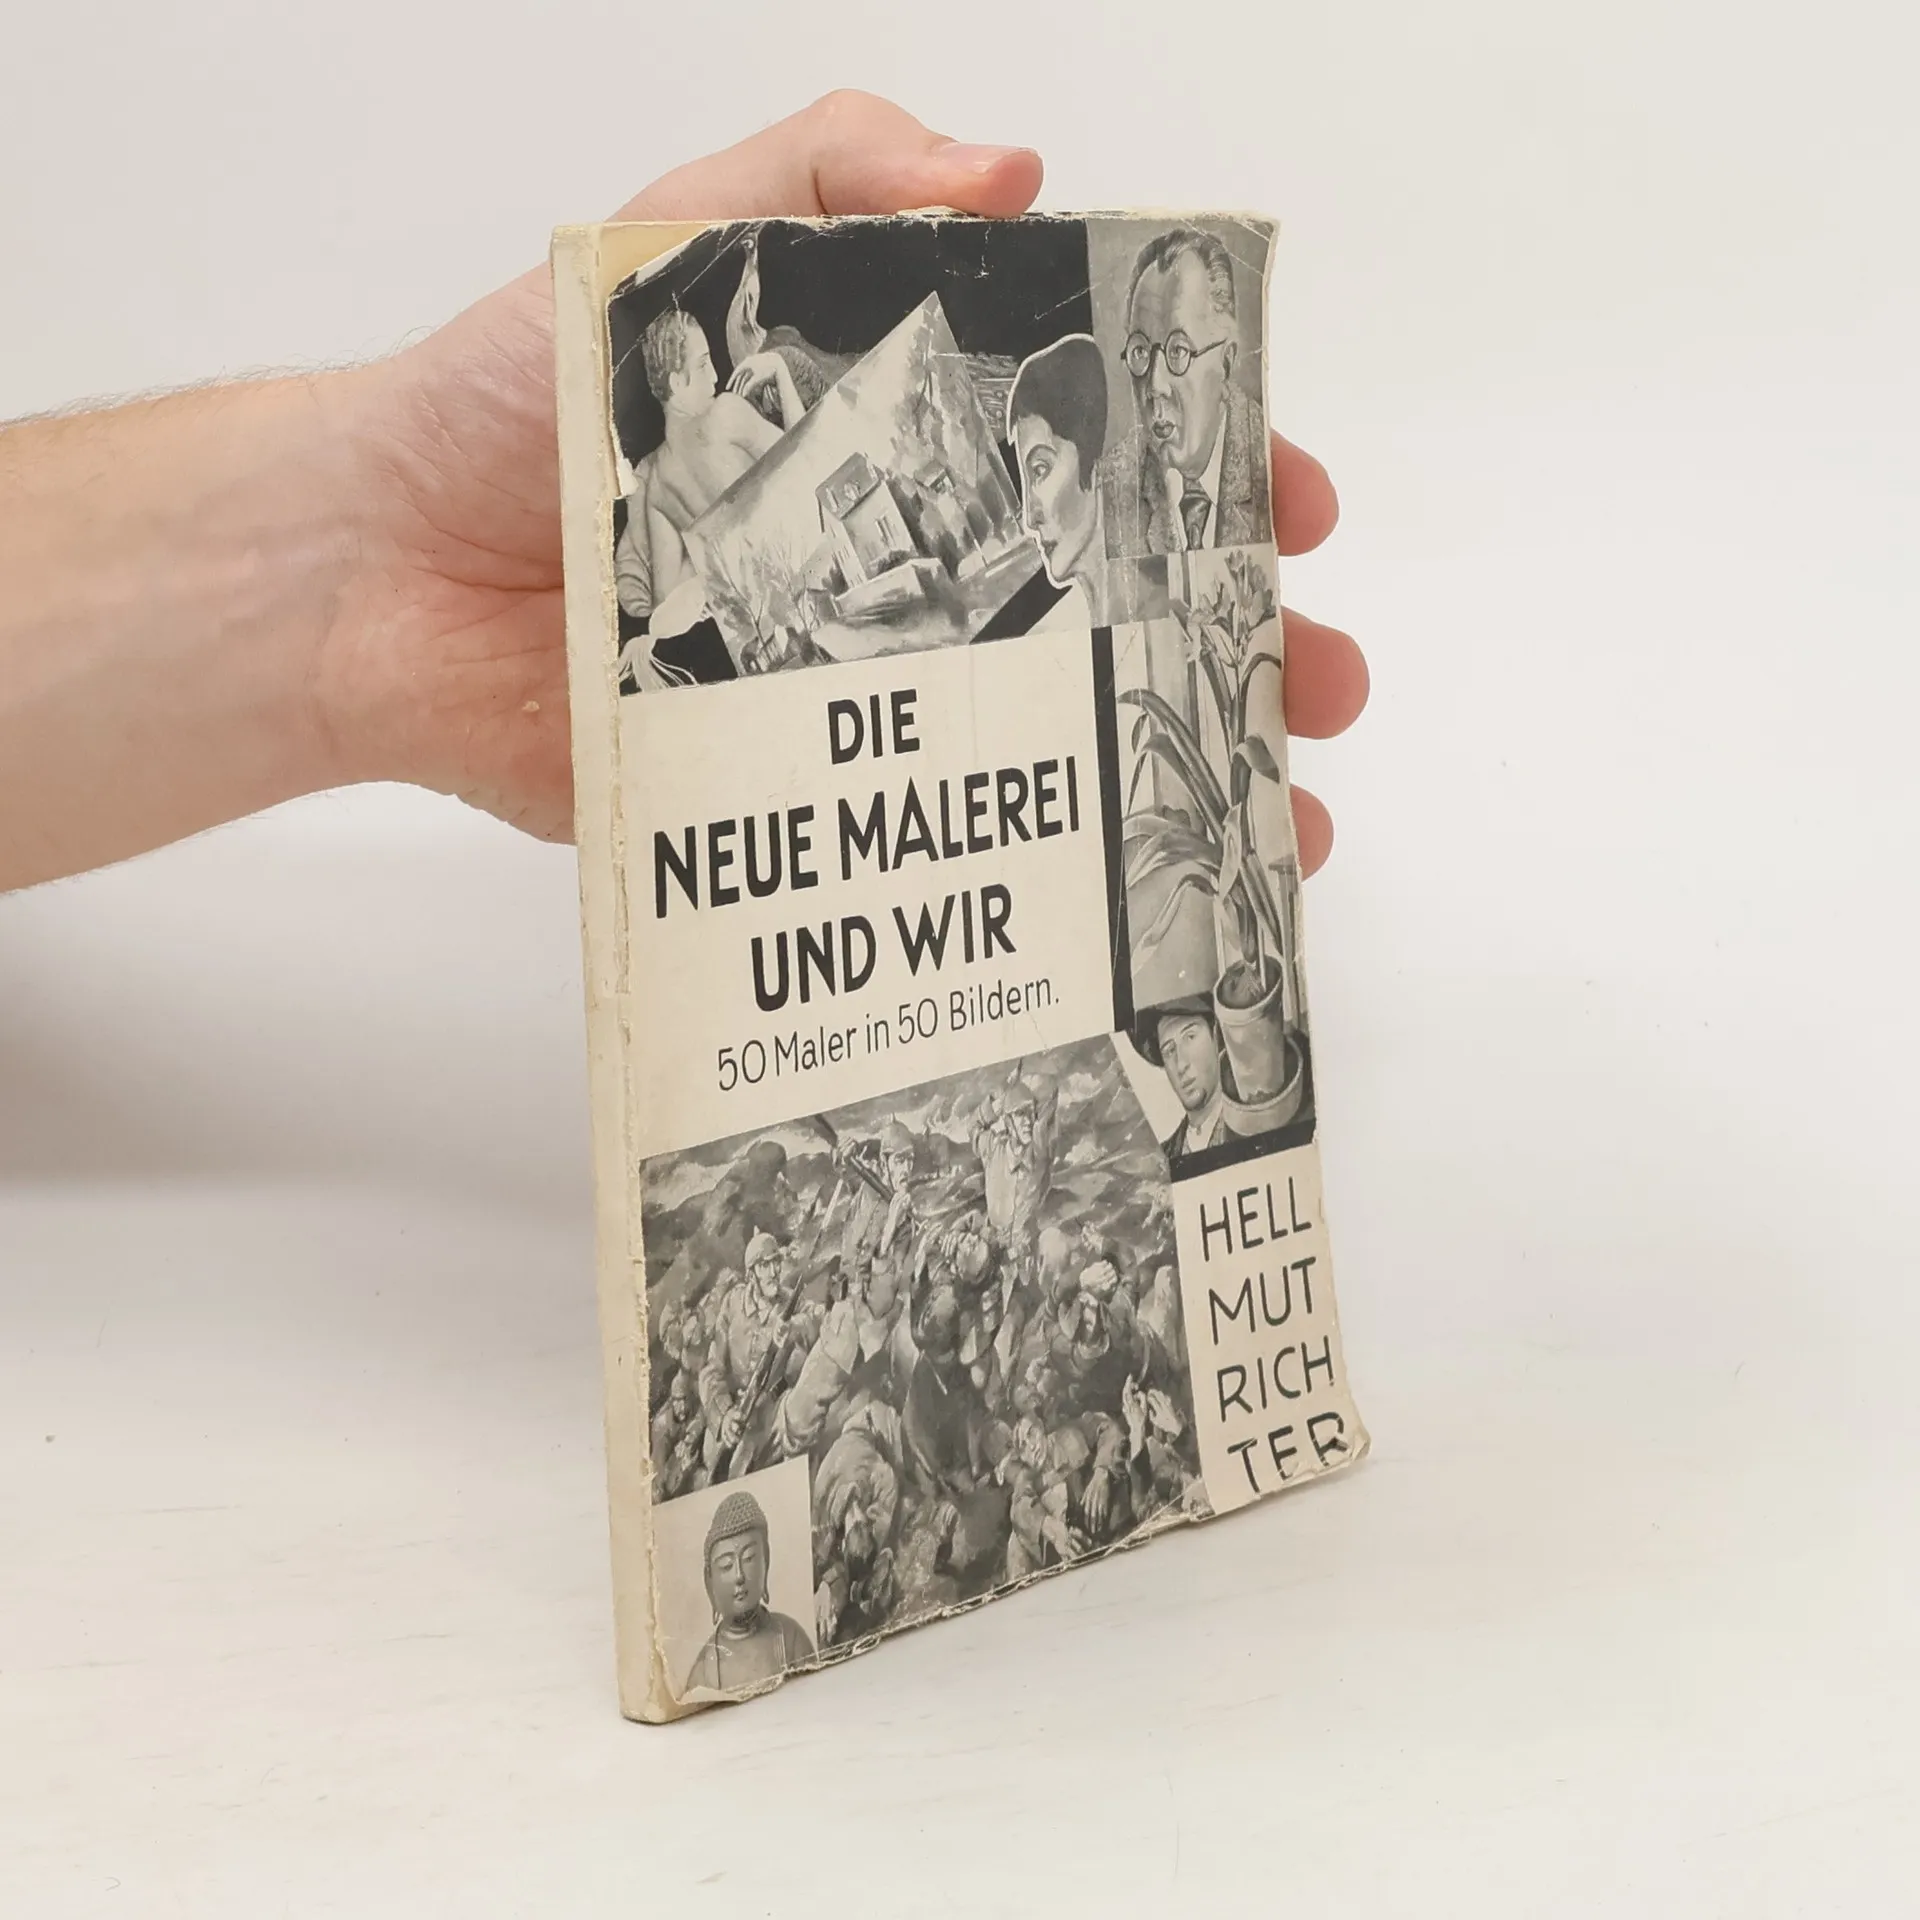 DIE
NEUE MALEREI
UND WIR
50 Maler in 50 Bildern.
HELL
MUT
RICH
TER